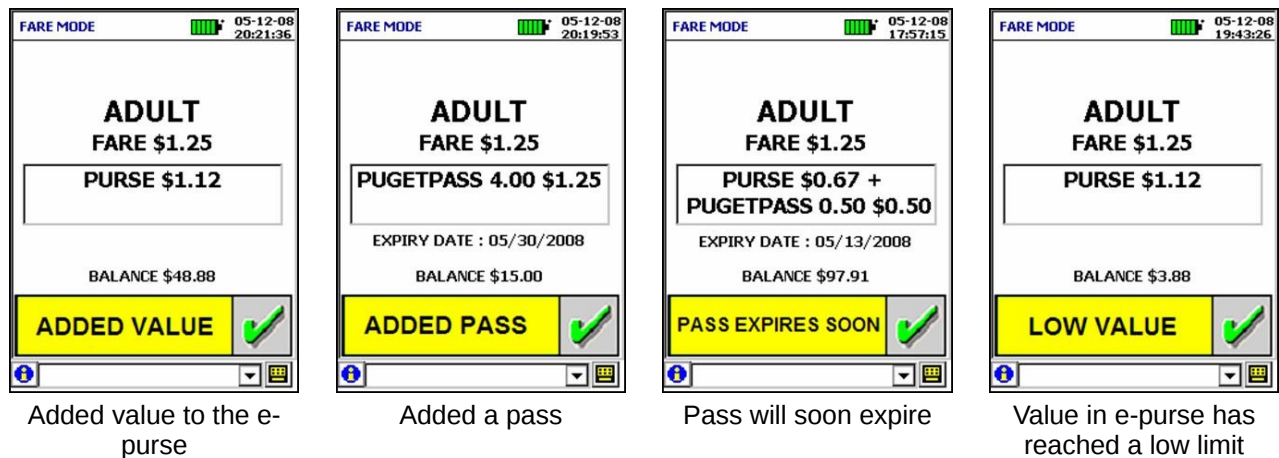 FARE MODE
05-12-08
20:21:36
ADULT
FARE $1.25
PURSE $1.12
BALANCE $48.88
ADDED VALUE
Added value to the e-
purse
FARE MODE
05-12-08
20:19:53
ADULT
FARE $1.25
PUGETPASS 4.00 $1.25
EXPIRY DATE : 05/30/2008
BALANCE $15.00
ADDED PASS
Added a pass
FARE MODE
05-12-08
17:57:15
ADULT
FARE $1.25
PURSE $0.67 +
PUGETPASS 0.50 $0.50
EXPIRY DATE : 05/13/2008
BALANCE $97.91
PASS EXPIRES SOON
Pass will soon expire
FARE MODE
05-12-08
19:43:26
ADULT
FARE $1.25
PURSE $1.12
BALANCE $3.88
LOW VALUE
Value in e-purse has
reached a low limit